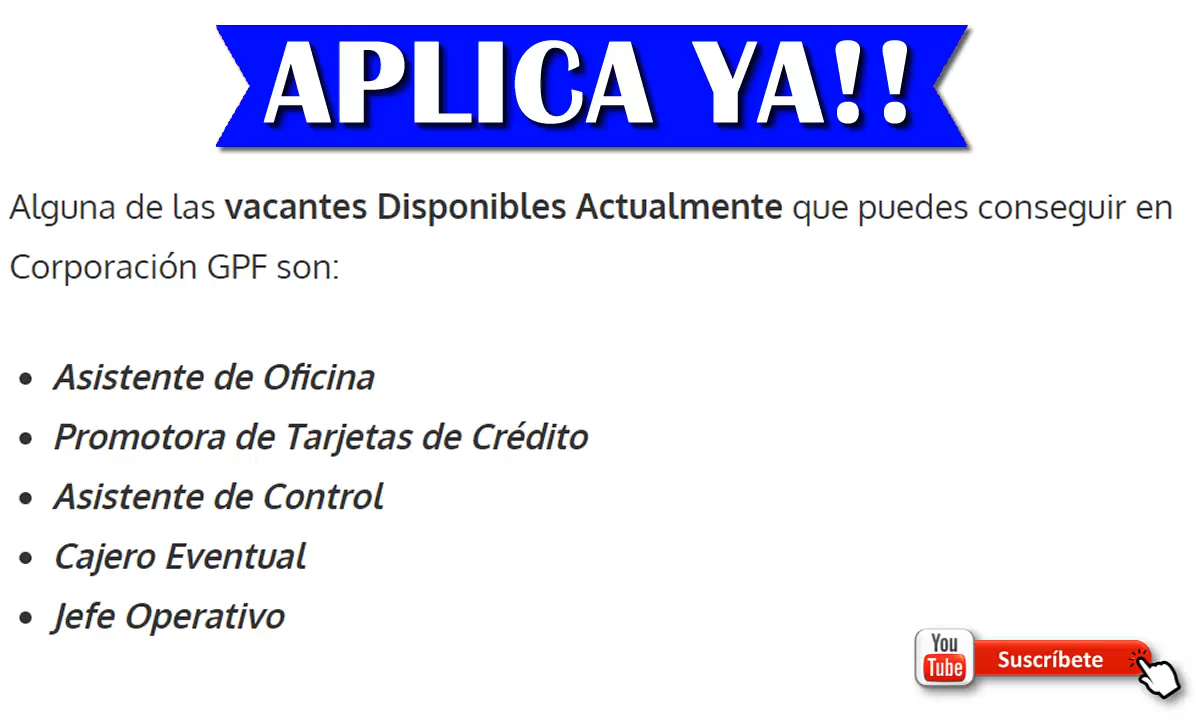 APLICA YA!!
Alguna de las vacantes Disponibles Actualmente que puedes conseguir en
Corporación GPF son:
• Asistente de Oficina
• Promotora de Tarjetas de Crédito
• Asistente de Control
• Cajero Eventual
• Jefe Operativo
You
Tube
Suscríbete